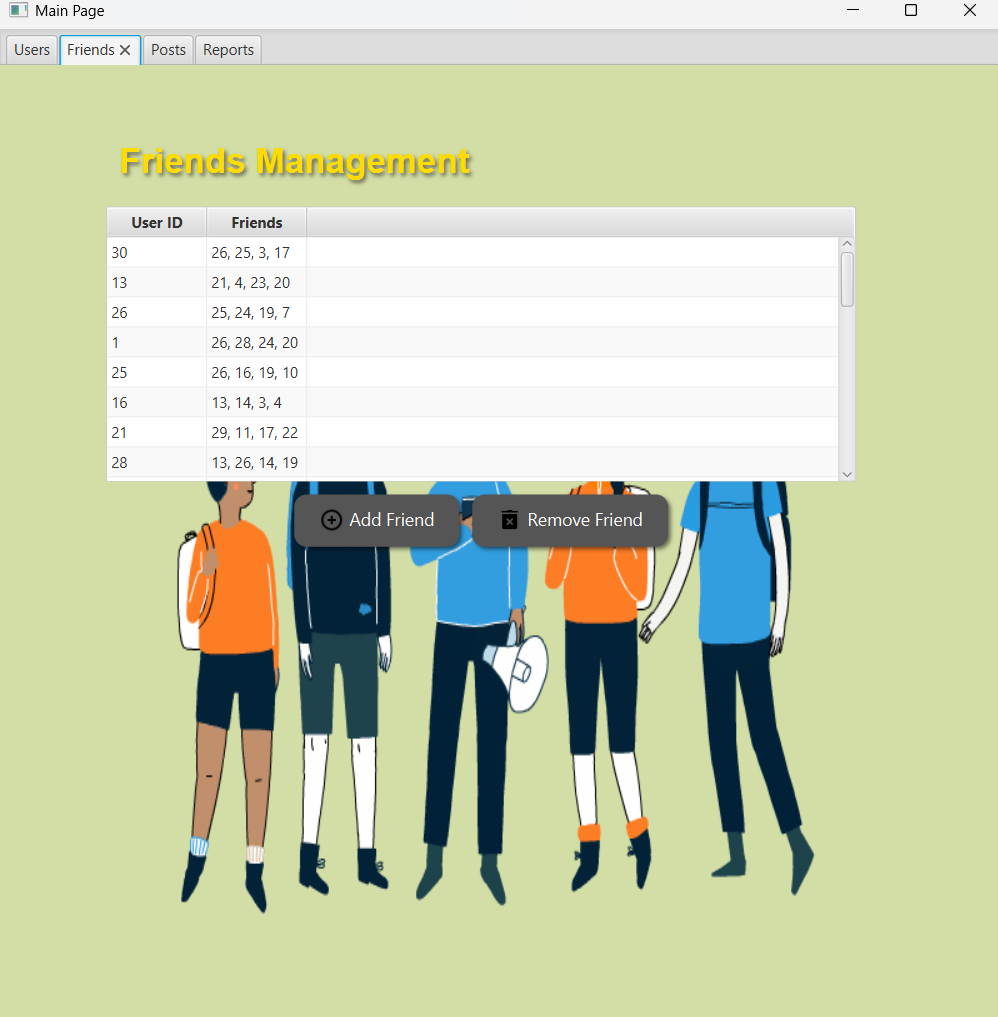 Main Page
Users Friends Posts Reports
Friends Management
User ID Friends
30 26, 25, 3, 17
13 21, 4, 23, 20
26 25, 24, 19, 7
1 26, 28, 24, 20
25 26, 16, 19, 10
16 13, 14, 3, 4
21 29, 11, 17, 22
28 13, 26, 14, 19
Add Friend Remove Friend